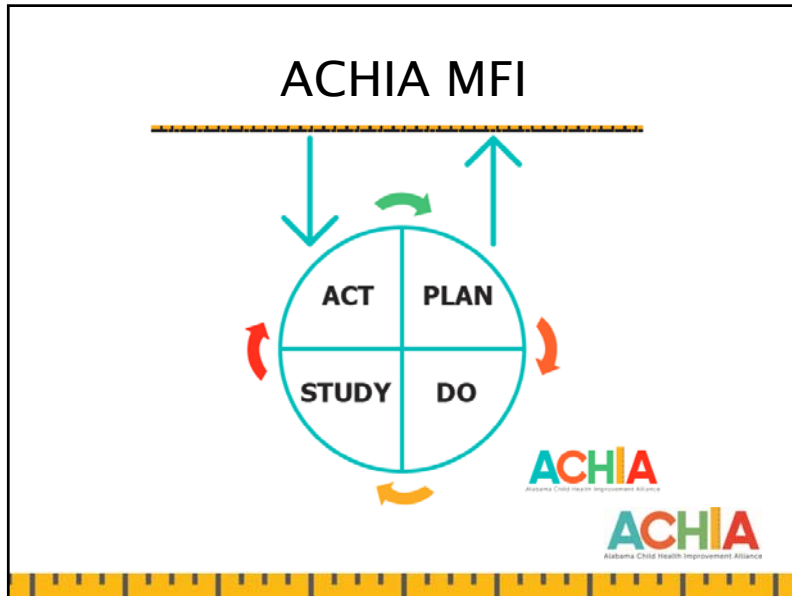 ACHIA MFI
ACT PLAN
STUDY DO
ACHIA
Alabama Child Health Improvement Alliance
ACHIA
Alabama Child Health Improvement Alliance